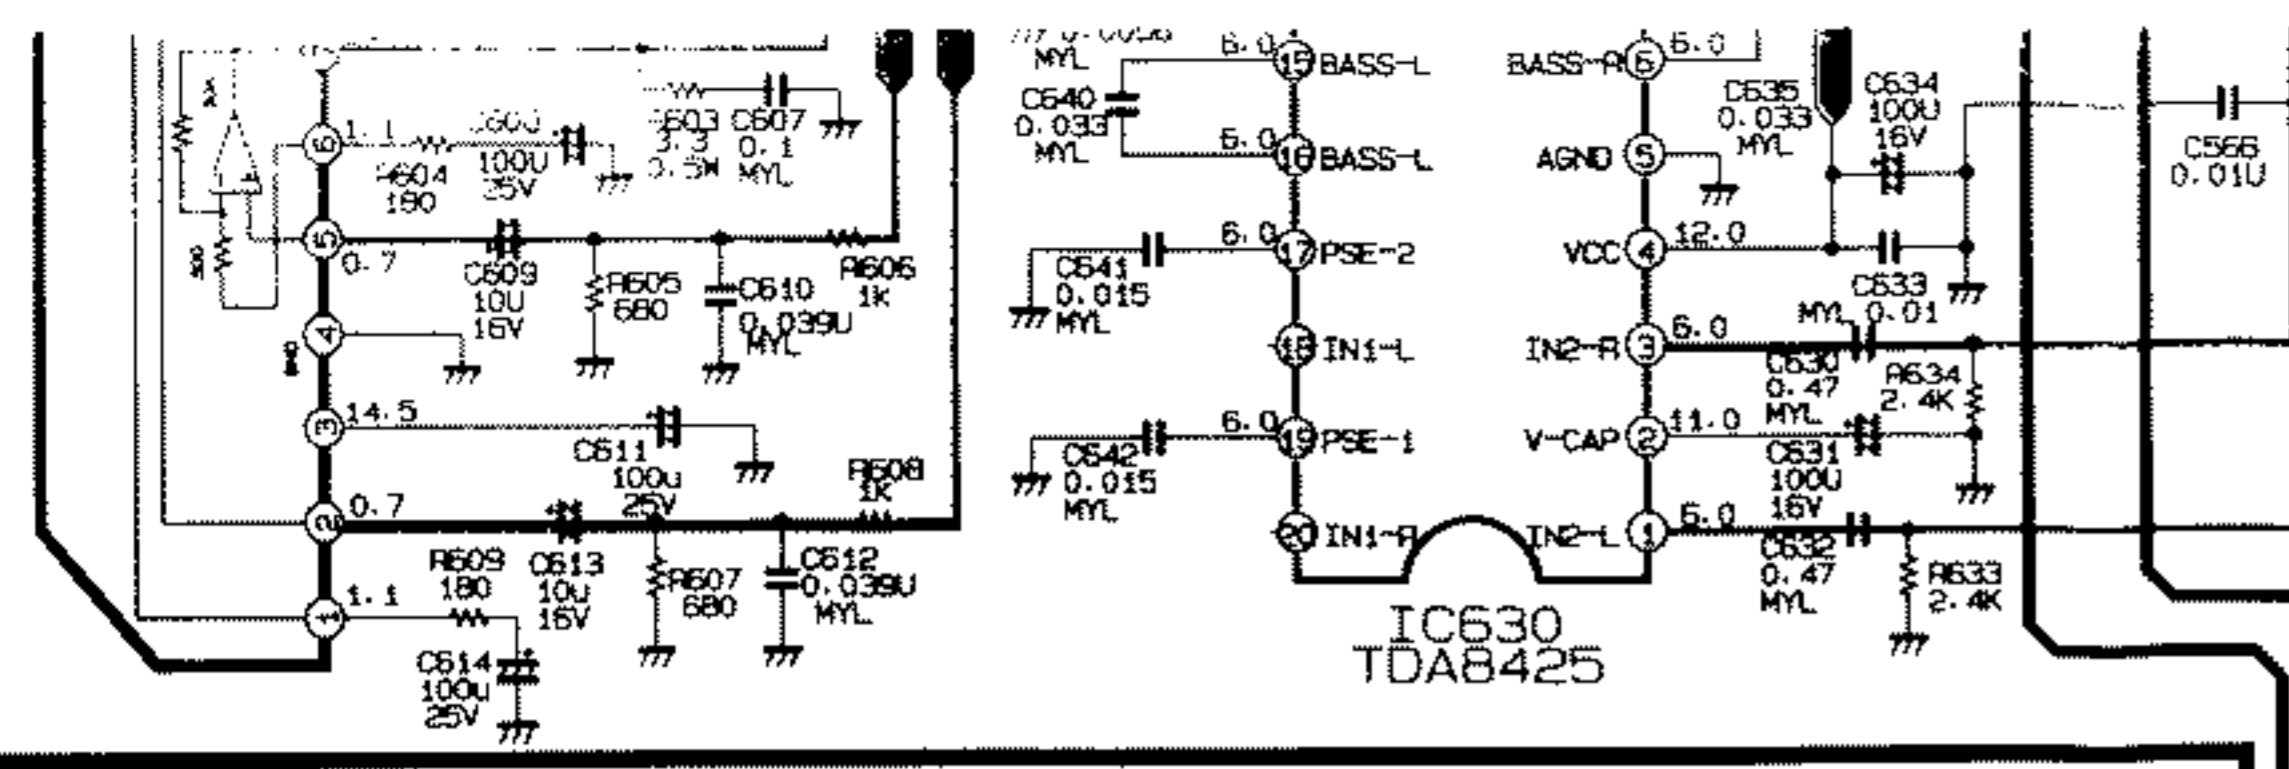 MYL
6.0
15
BASS-L
BASS-R
6
6.0
C640
0.033
MYL
6.0
16
BASS-L
AGND
5
C635
0.033
MYL
C634
100U
16V
C566
0.01U
6
1.1
R604
180
100U
25V
C607
0.1
MYL
5
0.7
C609
10U
16V
R605
680
C610
0.039U
MYL
R606
1K
6.0
17
PSE-2
VCC
4
12.0
C641
0.015
MYL
C633
MYL 0.01
4
GND
18
IN1-L
IN2-R
3
6.0
C630
0.47
MYL
R634
2.4K
3
14.5
C611
100U
25V
6.0
19
PSE-1
V-CAP
2
11.0
C642
0.015
MYL
C631
100U
16V
2
0.7
R608
1K
20
IN1-R
IN2-L
1
6.0
R609
180
C613
10U
16V
R607
680
C612
0.039U
MYL
C632
0.47
MYL
R633
2.4K
1
1.1
C614
100U
25V
IC630
TDA8425